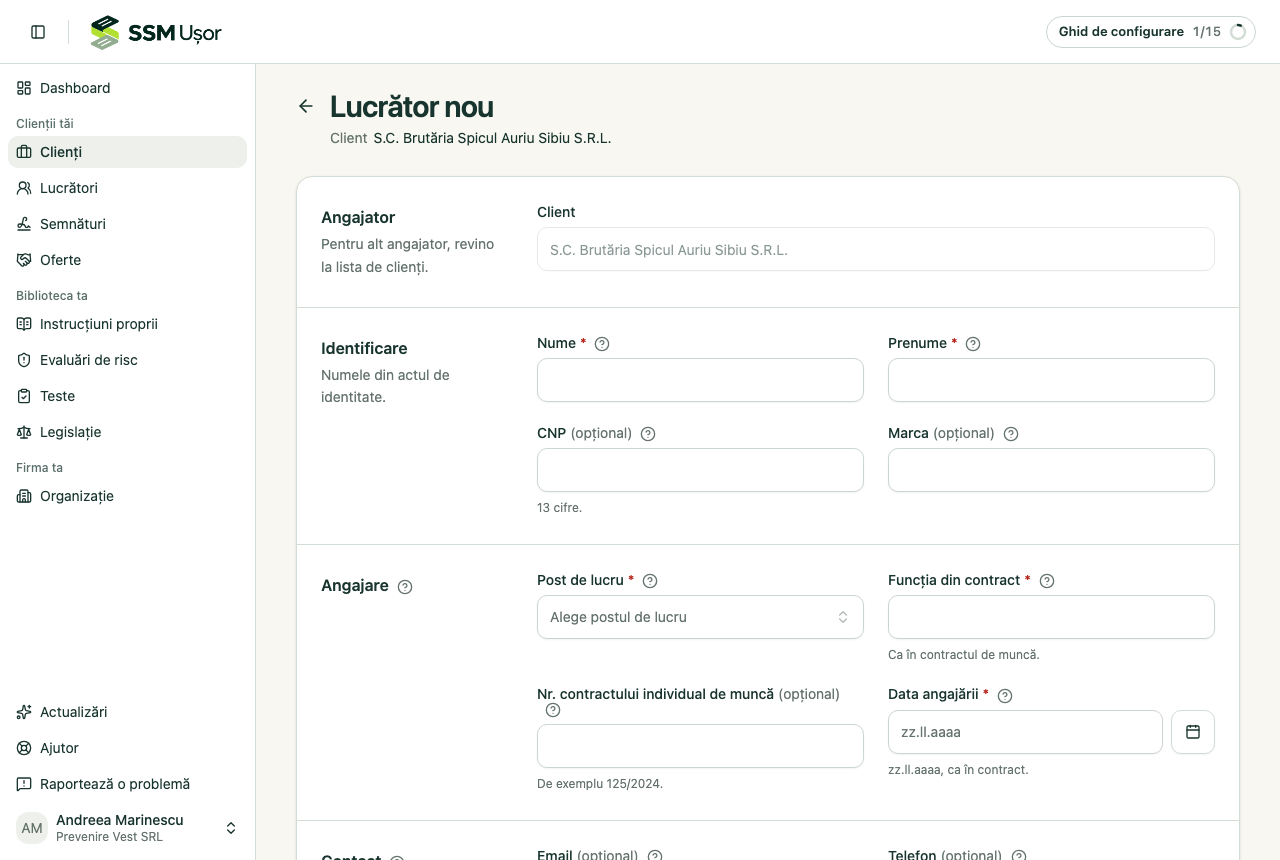 SSM Ușor
Ghid de configurare 1/15
Dashboard
Clienții tăi
Clienți
Lucrători
Semnături
Oferte
Biblioteca ta
Instrucțiuni proprii
Evaluări de risc
Teste
Legislație
Firma ta
Organizație
Actualizări
Ajutor
Raportează o problemă
AM
Andreea Marinescu
Prevenire Vest SRL
Lucrător nou
Client S.C. Brutăria Spicul Auriu Sibiu S.R.L.
Angajator
Pentru alt angajator, revino
la lista de clienți.
Client
S.C. Brutăria Spicul Auriu Sibiu S.R.L.
Identificare
Numele din actul de
identitate.
Nume *
Prenume *
CNP (opțional)
13 cifre.
Marca (opțional)
Angajare
Post de lucru *
Alege postul de lucru
Funcția din contract *
Ca în contractul de muncă.
Nr. contractului individual de muncă (opțional)
De exemplu 125/2024.
Data angajării *
zz.ll.aaaa
zz.ll.aaaa, ca în contract.
Contact
Email (opțional)
Telefon (opțional)